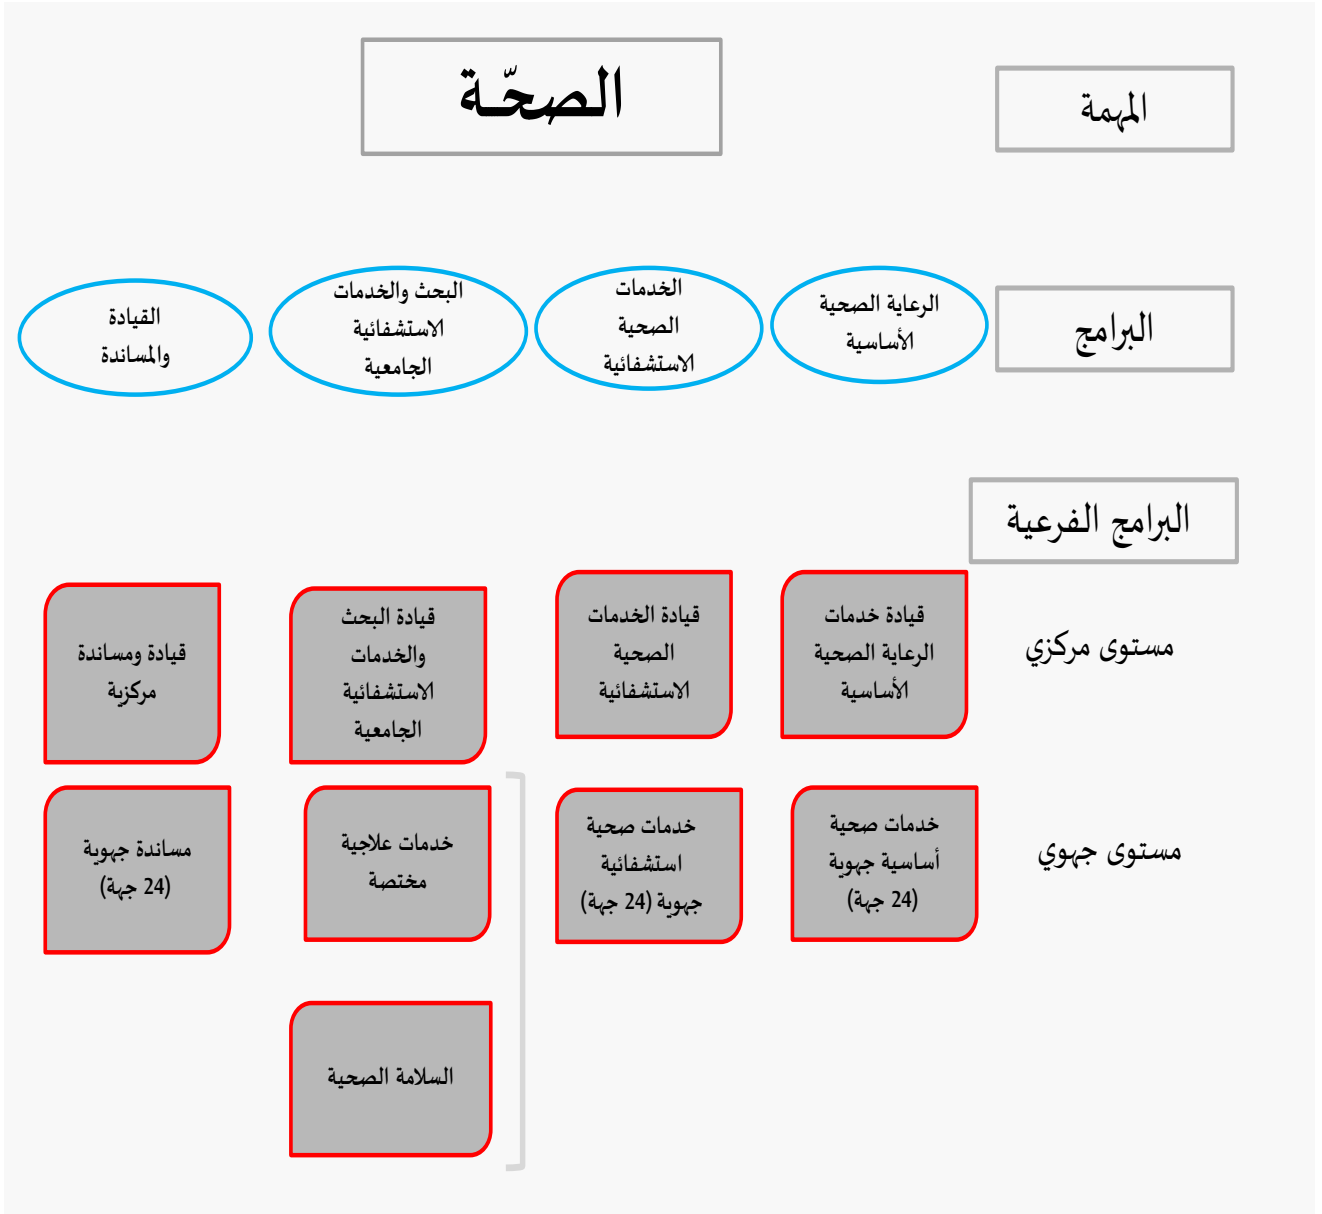 المهمة
الصحّـة
البرامج
الرعاية الصحية
الأساسية
الخدمات
الصحية
الاستشفائية
البحث والخدمات
الاستشفائية
الجامعية
القيادة
والمساندة
البرامج الفرعية
مستوى مركزي
قيادة خدمات
الرعاية الصحية
الأساسية
قيادة الخدمات
الصحية
الاستشفائية
قيادة البحث
والخدمات
الاستشفائية
الجامعية
قيادة ومساندة
مركزية
مستوى جهوي
خدمات صحية
أساسية جهوية
(24 جهة)
خدمات صحية
استشفائية
جهوية (24 جهة)
خدمات علاجية
مختصة
مساندة جهوية
(24 جهة)
السلامة الصحية